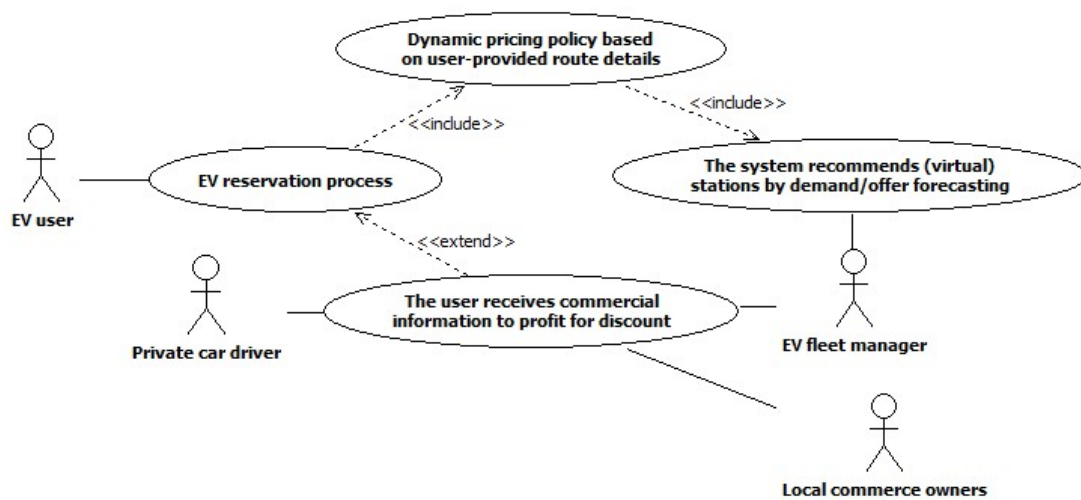 Dynamic pricing policy based
on user-provided route details
<<include>>
<<include>>
EV reservation process
The system recommends (virtual)
stations by demand/offer forecasting
EV user
<<extend>>
The user receives commercial
information to profit for discount
Private car driver
EV fleet manager
Local commerce owners